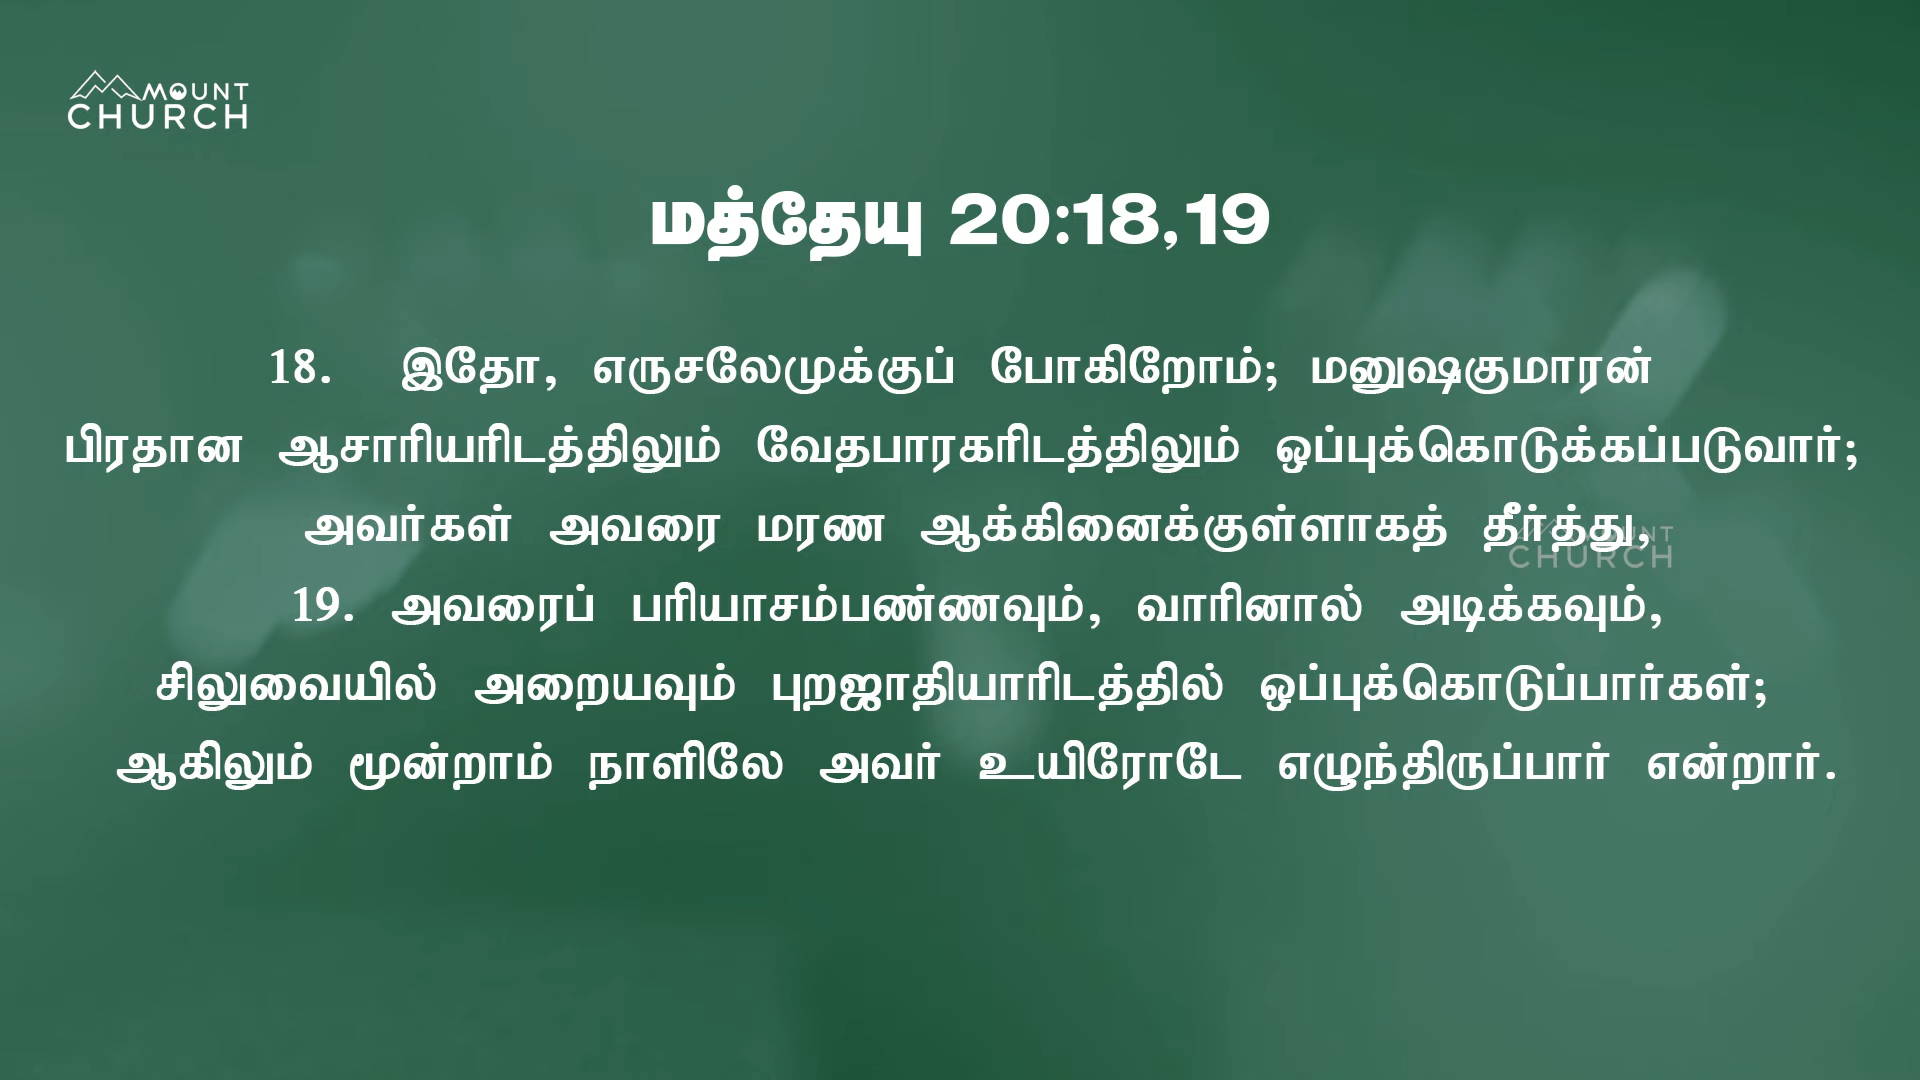 MOUNT
CHURCH
மத்தேயு 20:18,19
18. இதோ, எருசலேமுக்குப் போகிறோம்; மனுஷகுமாரன்
பிரதான ஆசாரியரிடத்திலும் வேதபாரகரிடத்திலும் ஒப்புக்கொடுக்கப்படுவார்;
அவர்கள் அவரை மரண ஆக்கினைக்குள்ளாகத் தீர்த்து,
MOUNT
CHURCH
19. அவரைப் பரியாசம்பண்ணவும், வாரினால் அடிக்கவும்,
சிலுவையில் அறையவும் புறஜாதியாரிடத்தில் ஒப்புக்கொடுப்பார்கள்;
ஆகிலும் மூன்றாம் நாளிலே அவர் உயிரோடே எழுந்திருப்பார் என்றார்.